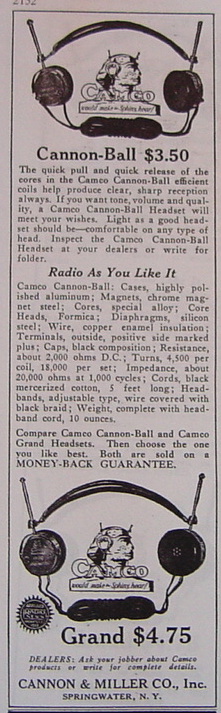 2152
CAMCO
would make the Sphinx hear!
Cannon-Ball $3.50
The quick pull and quick release of the
cores in the Camco Cannon-Ball efficient
coils help produce clear, sharp reception
always. If you want tone, volume and qual-
ity, a Camco Cannon-Ball Headset will
meet your wishes. Light as a good head-
set should be—comfortable on any type of
head. Inspect the Camco Cannon-Ball
Headset at your dealers or write for
folder.
Radio As You Like It
Camco Cannon-Ball: Cases, highly pol-
ished aluminum; Magnets, chrome mag-
net steel; Cores, special alloy; Core
Heads, Formica; Diaphragms, silicon
steel; Wire, copper enamel insulation;
Terminals, outside, positive side marked
plus; Caps, black composition; Resistance,
about 2,000 ohms D.C.; Turns, 4,500 per
coil, 18,000 per set; Impedance, about
20,000 ohms at 1,000 cycles; Cords, black
mercerized cotton, 5 feet long; Head-
bands, adjustable type, wire covered with
black braid; Weight, complete with head-
band cord, 10 ounces.
Compare Camco Cannon-Ball and Camco
Grand Headsets. Then choose the one
you like best. Both are sold on a
MONEY-BACK GUARANTEE.
CAMCO
would make the Sphinx hear!
Grand $4.75
DEALERS: Ask your jobber about Camco
products or write for complete details.
CANNON & MILLER CO., Inc.
SPRINGWATER, N. Y.